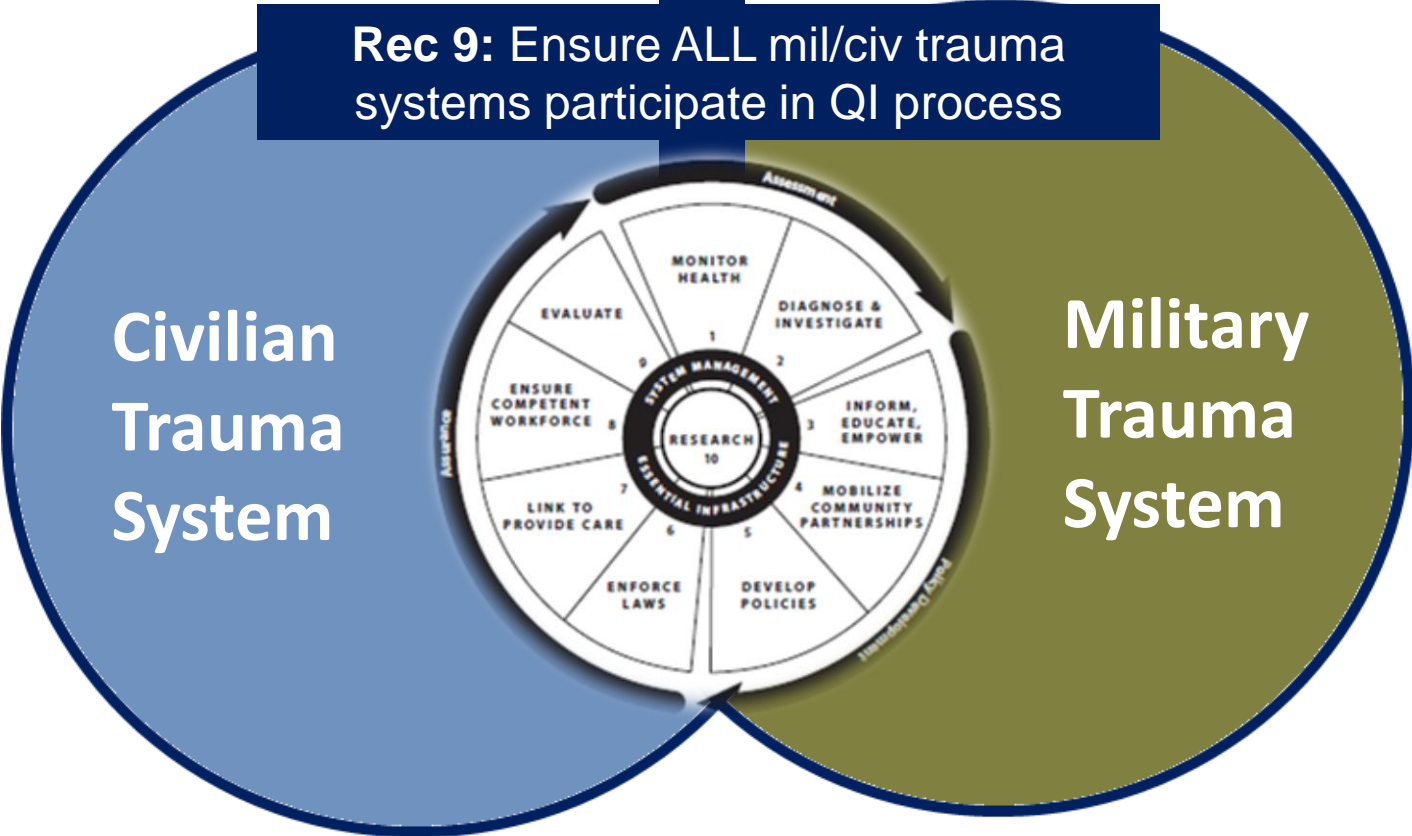 Rec 9: Ensure ALL mil/civ trauma
systems participate in QI process
Civilian
Trauma
System
Assessment
MONITOR
HEALTH
1
DIAGNOSE &
INVESTIGATE
2
INFORM,
EDUCATE,
EMPOWER
3
MOBILIZE
COMMUNITY
PARTNERSHIPS
4
Policy Development
DEVELOP
POLICIES
5
ENFORCE
LAWS
6
LINK TO
PROVIDE CARE
7
ENSURE
COMPETENT
WORKFORCE
8
EVALUATE
9
Assurance
SYSTEM MANAGEMENT
RESEARCH
10
ESSENTIAL INFRASTRUCTURE
Military
Trauma
System